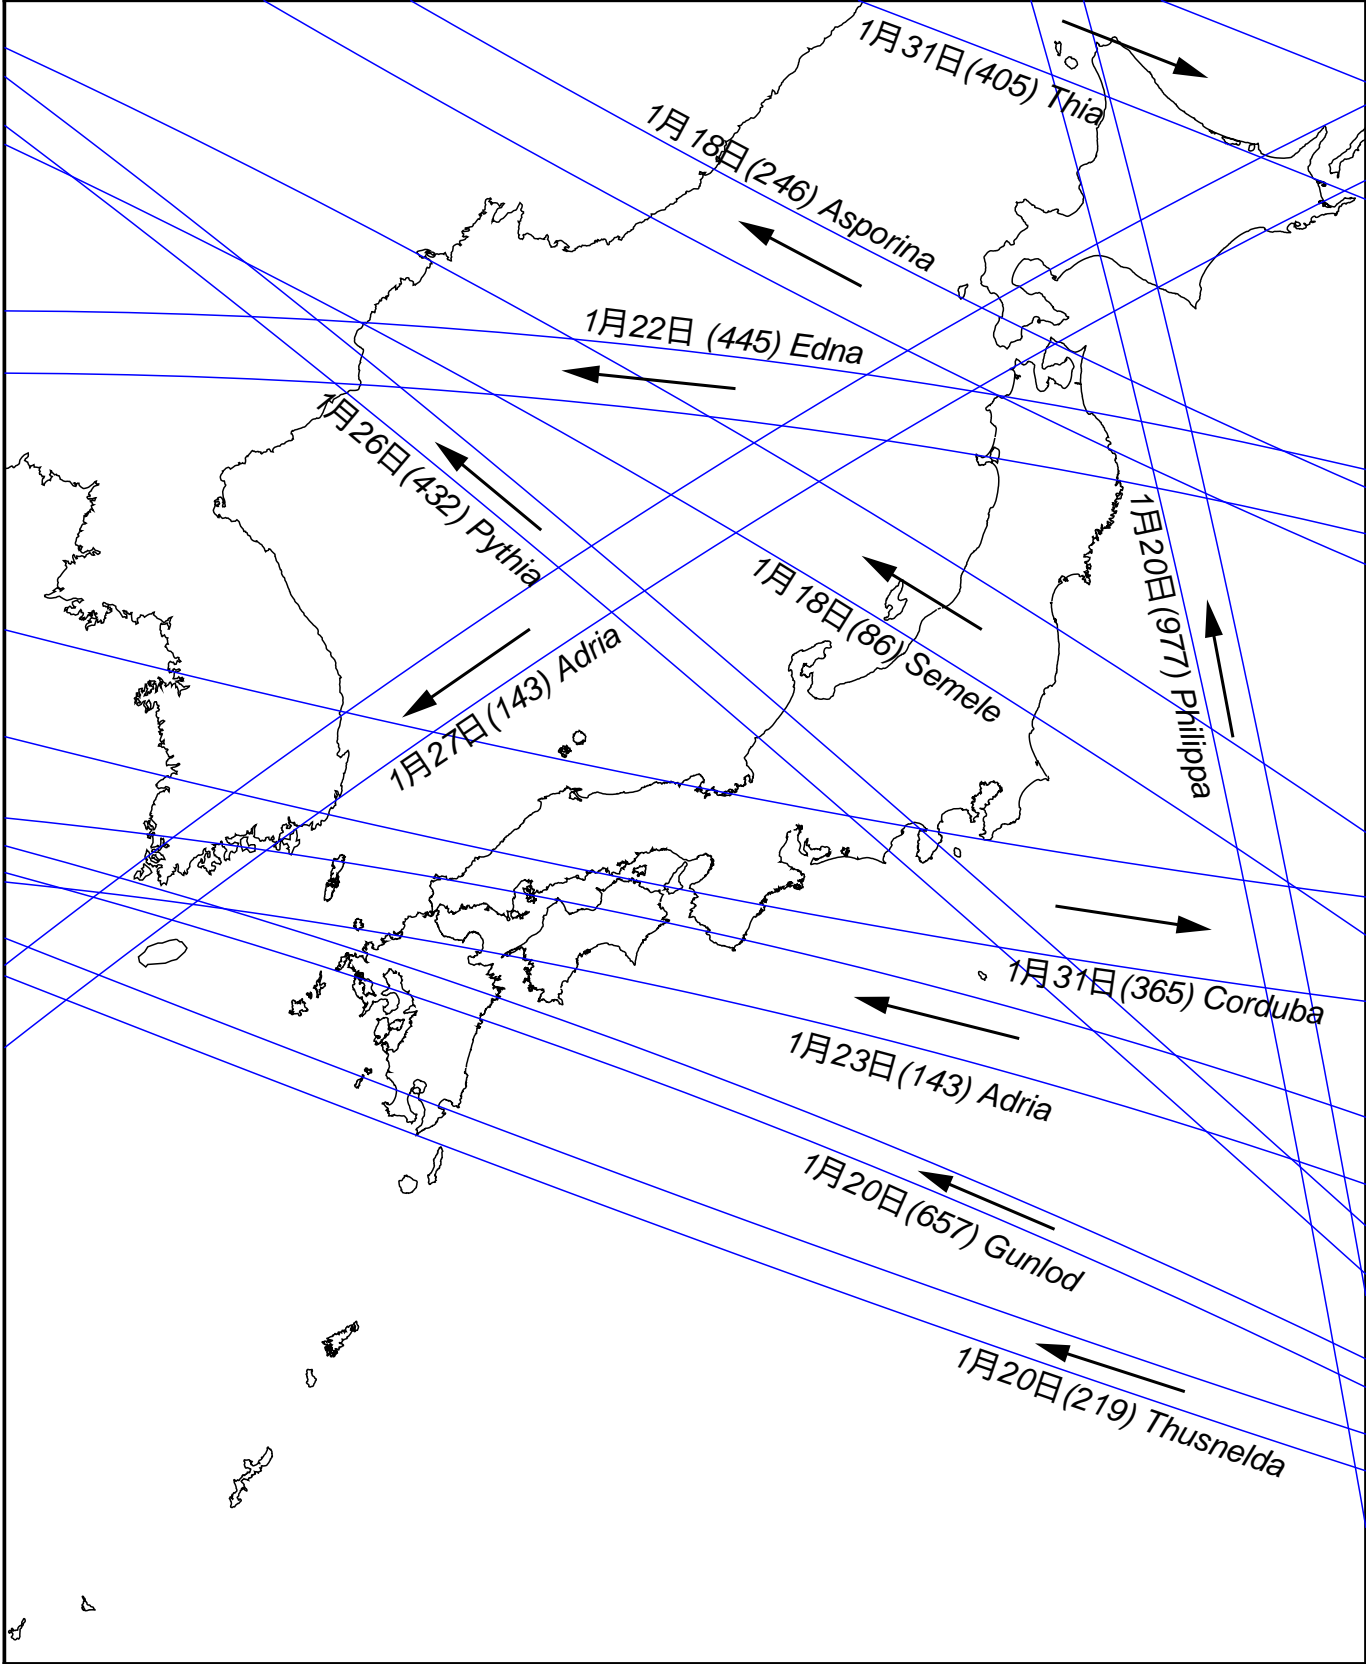 1月31日(405) Thia
1月18日(246) Asporina
1月22日 (445) Edna
1月26日(432) Pythia
1月20日(977) Philippa
1月18日(86) Semele
1月27日(143) Adria
1月31日(365) Corduba
1月23日(143) Adria
1月20日(657) Gunlod
1月20日(219) Thusnelda